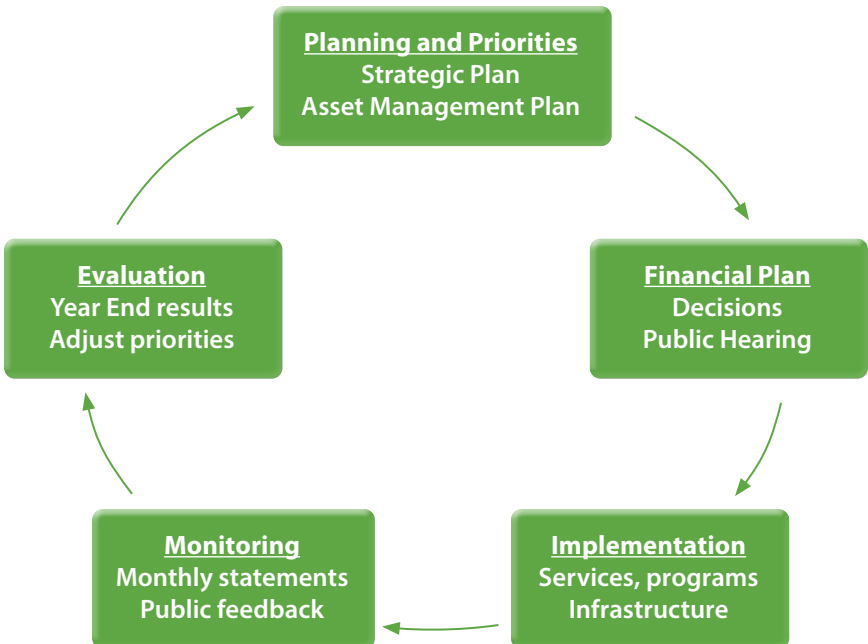 Planning and Priorities
Strategic Plan
Asset Management Plan
Financial Plan
Decisions
Public Hearing
Implementation
Services, programs
Infrastructure
Monitoring
Monthly statements
Public feedback
Evaluation
Year End results
Adjust priorities